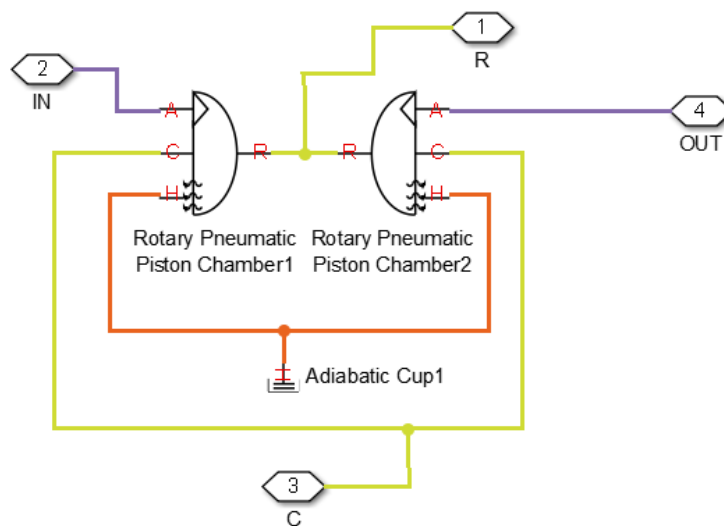 1
R
2
IN
A
C
H
R
R
A
C
H
4
OUT
Rotary Pneumatic
Piston Chamber1
Rotary Pneumatic
Piston Chamber2
H
Adiabatic Cup1
3
C